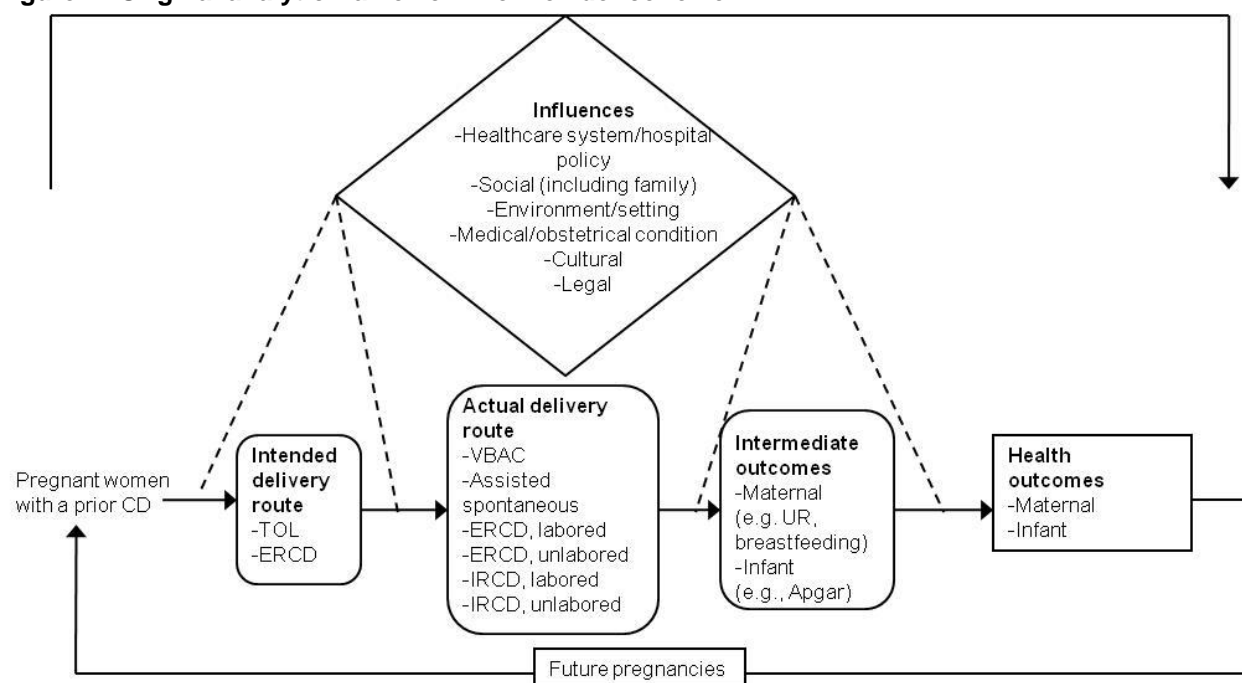 Influences
-Healthcare system/hospital
policy
-Social (including family)
-Environment/setting
-Medical/obstetrical condition
-Cultural
-Legal
Pregnant women
with a prior CD
Intended
delivery
route
-TOL
-ERCD
Actual delivery
route
-VBAC
-Assisted
spontaneous
-ERCD, labored
-ERCD, unlabored
-IRCD, labored
-IRCD, unlabored
Intermediate
outcomes
-Maternal
(e.g. UR,
breastfeeding)
-Infant
(e.g., Apgar)
Health
outcomes
-Maternal
-Infant
Future pregnancies